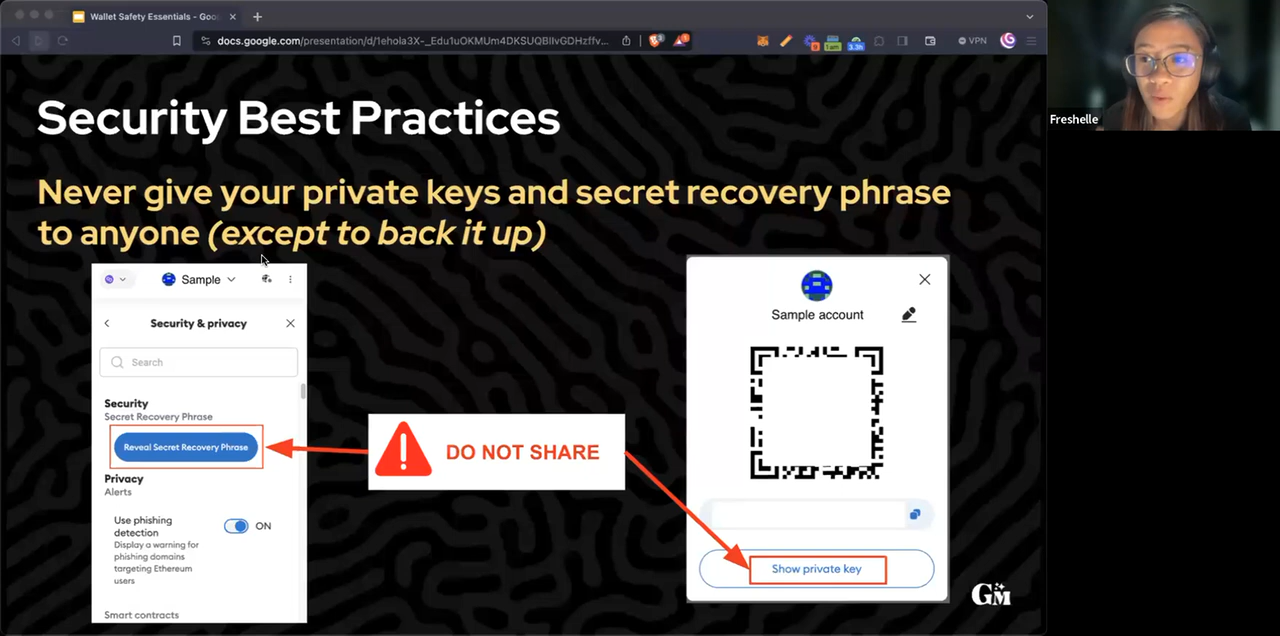 Wallet Safety Essentials - Goo
docs.google.com/presentation/d/1ehola3X-_Edu1uOKMUm4DKSUQBlIvGDHzffv...
VPN
Freshelle
Security Best Practices
Never give your private keys and secret recovery phrase
to anyone (except to back it up)
Sample
Security & privacy
Search
Security
Secret Recovery Phrase
Reveal Secret Recovery Phrase
Privacy
Alerts
Use phishing
detection
ON
Display a warning for
phishing domains
targeting Ethereum
users
Smart contracts
DO NOT SHARE
Sample account
Show private key
GM